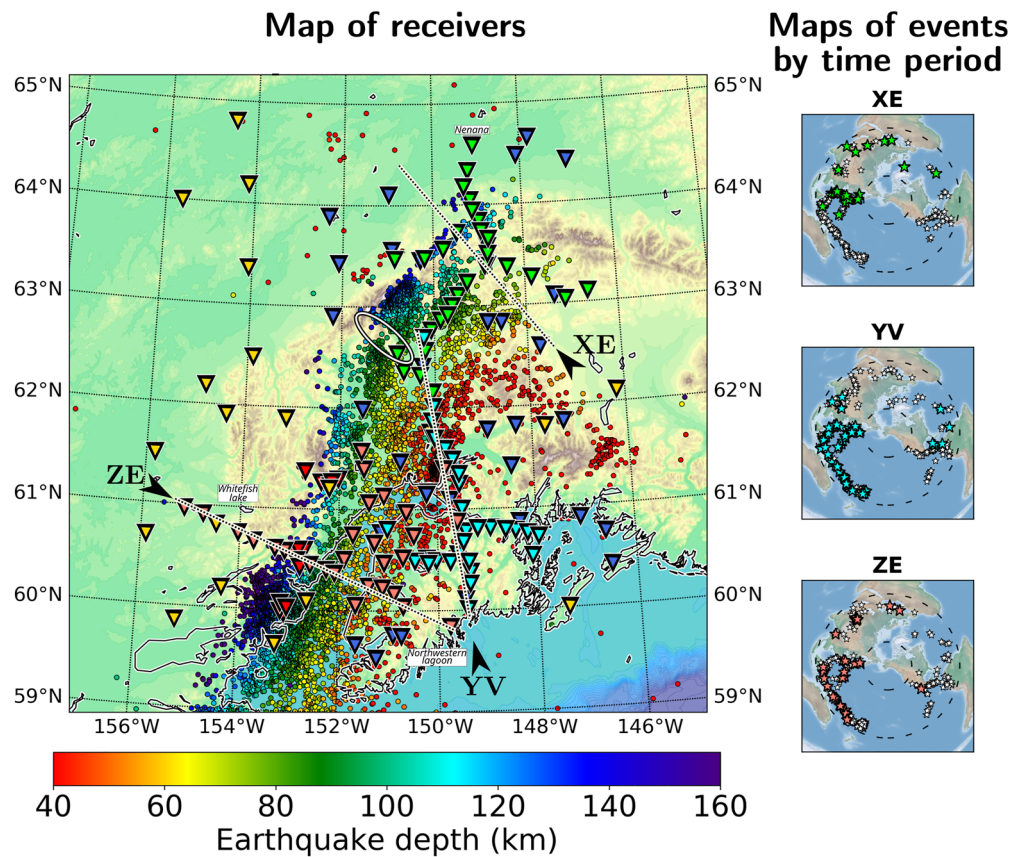 Map of receivers
Maps of events
by time period
65°N
64°N
63°N
62°N
61°N
60°N
59°N
65°N
64°N
63°N
62°N
61°N
60°N
59°N
Nenana
XE
ZE
Whitefish
lake
Northwestern
lagoon
YV
156°W
154°W
152°W
150°W
148°W
146°W
40
60
80
100
120
140
160
Earthquake depth (km)
XE
YV
ZE